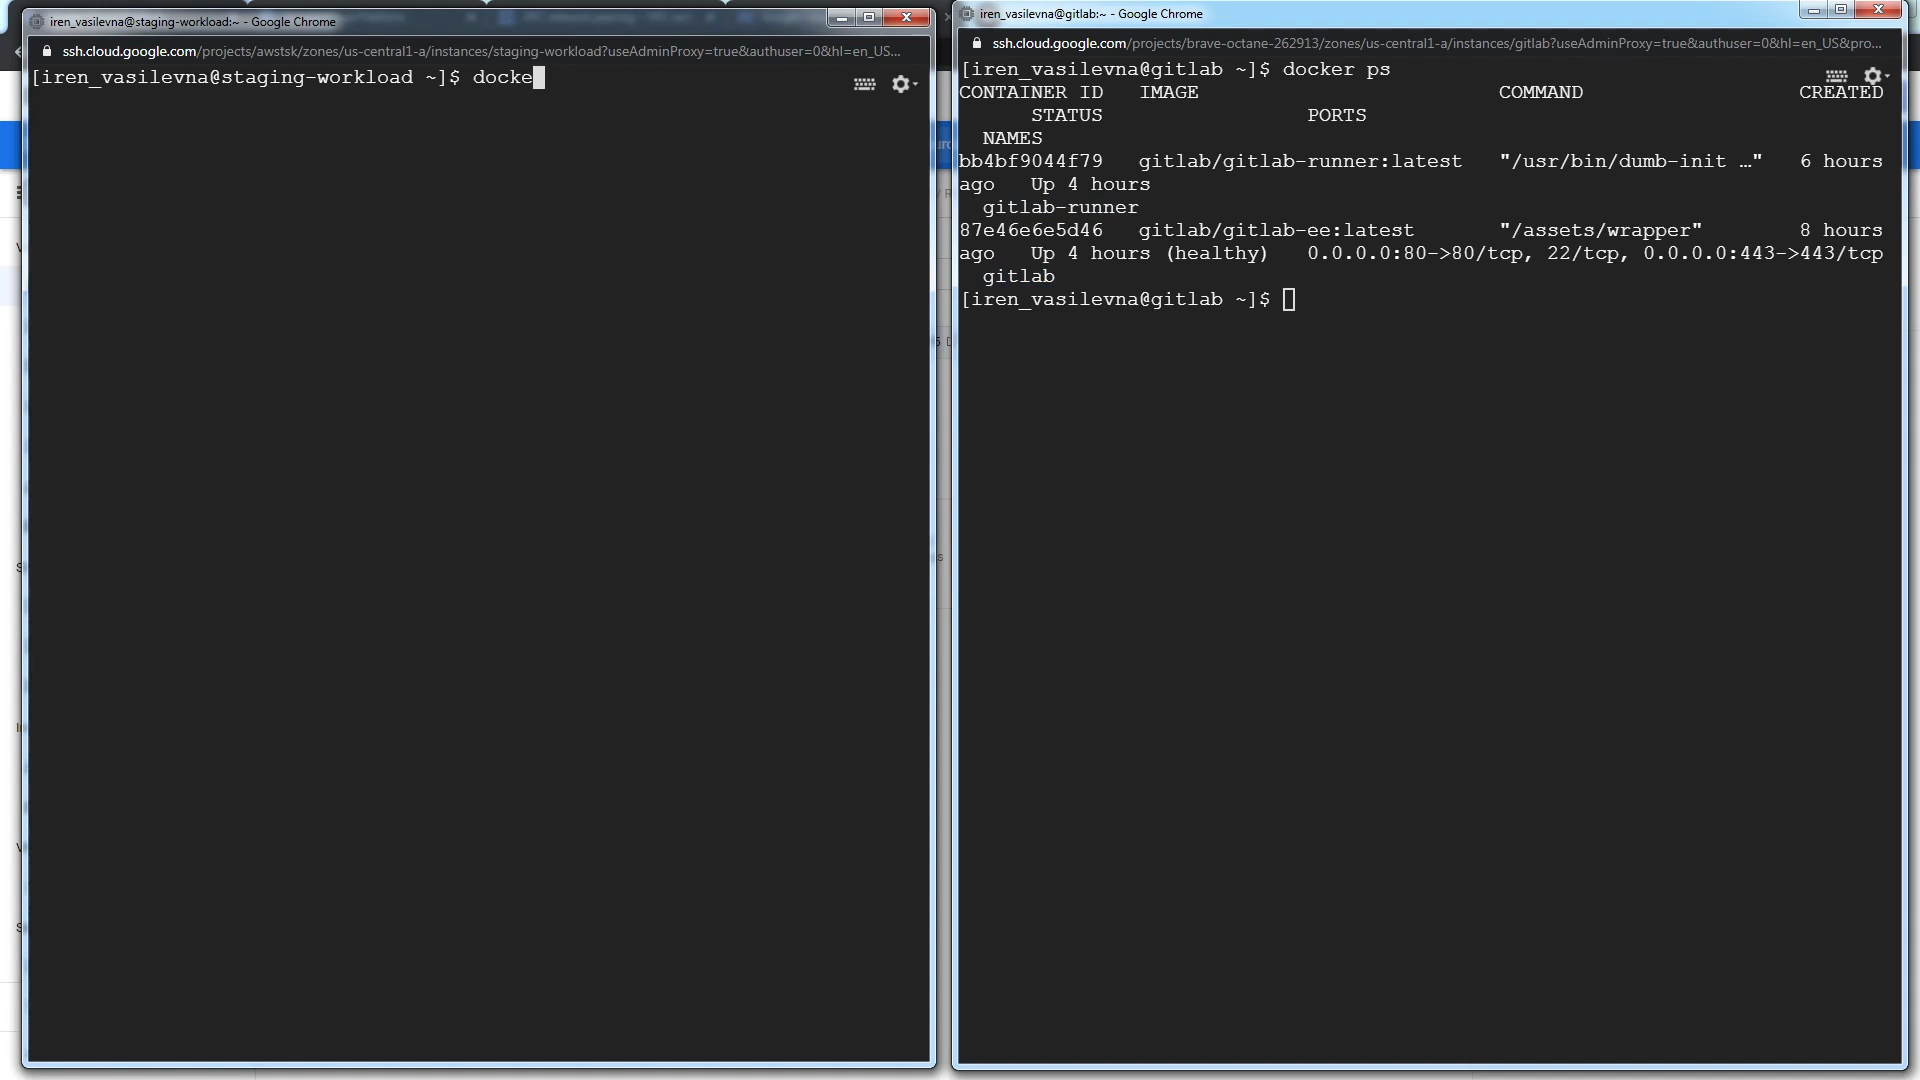 iren_vasilevna@staging-workload:~ - Google Chrome
ssh.cloud.google.com/projects/awstsk/zones/us-central1-a/instances/staging-workload?useAdminProxy=true&authuser=0&hl=en_US...
[iren_vasilevna@staging-workload ~]$ docke
iren_vasilevna@gitlab:~ - Google Chrome
ssh.cloud.google.com/projects/brave-octane-262913/zones/us-central1-a/instances/gitlab?useAdminProxy=true&authuser=0&hl=en_US&pro...
[iren_vasilevna@gitlab ~]$ docker ps
CONTAINER ID   IMAGE                         COMMAND                  CREATED
      STATUS                 PORTS
  NAMES
bb4bf9044f79   gitlab/gitlab-runner:latest   "/usr/bin/dumb-init …"   6 hours
ago   Up 4 hours
  gitlab-runner
87e46e6e5d46   gitlab/gitlab-ee:latest       "/assets/wrapper"        8 hours
ago   Up 4 hours (healthy)   0.0.0.0:80->80/tcp, 22/tcp, 0.0.0.0:443->443/tcp
  gitlab
[iren_vasilevna@gitlab ~]$